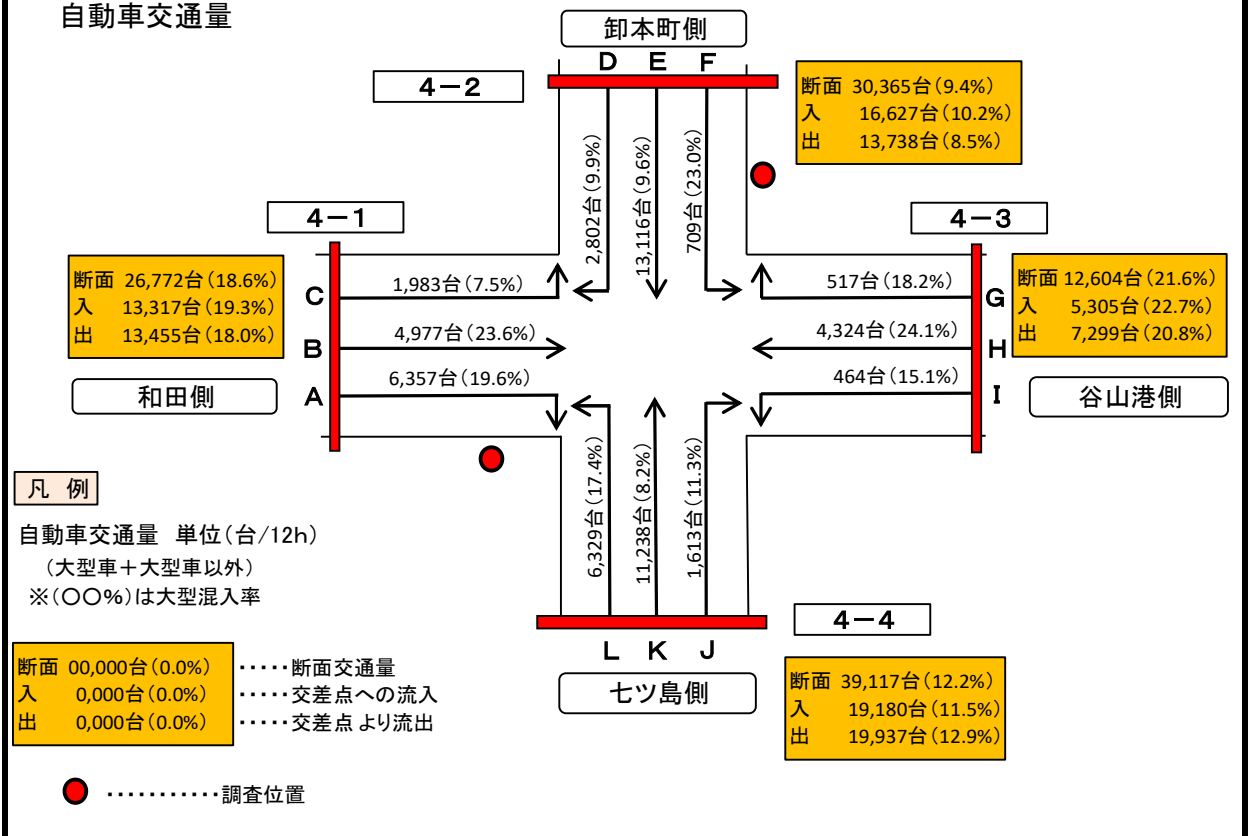 自動車交通量
卸本町側
D E F
4－2
断面 30,365台(9.4%)
入 16,627台(10.2%)
出 13,738台(8.5%)
2,802台(9.9%)
13,116台(9.6%)
709台(23.0%)
4－1
4－3
断面 26,772台(18.6%)
入 13,317台(19.3%)
出 13,455台(18.0%)
C
1,983台(7.5%)
B
4,977台(23.6%)
A
6,357台(19.6%)
和田側
517台(18.2%)
G
4,324台(24.1%)
H
464台(15.1%)
I
断面 12,604台(21.6%)
入 5,305台(22.7%)
出 7,299台(20.8%)
谷山港側
6,329台(17.4%)
11,238台(8.2%)
1,613台(11.3%)
凡 例
自動車交通量 単位(台/12h)
(大型車＋大型車以外)
※(〇〇%)は大型混入率
4－4
L K J
七ツ島側
断面 39,117台(12.2%)
入 19,180台(11.5%)
出 19,937台(12.9%)
断面 00,000台(0.0%) ・・・・・断面交通量
入 0,000台(0.0%) ・・・・・交差点への流入
出 0,000台(0.0%) ・・・・・交差点より流出
・・・・・・・・・・・調査位置